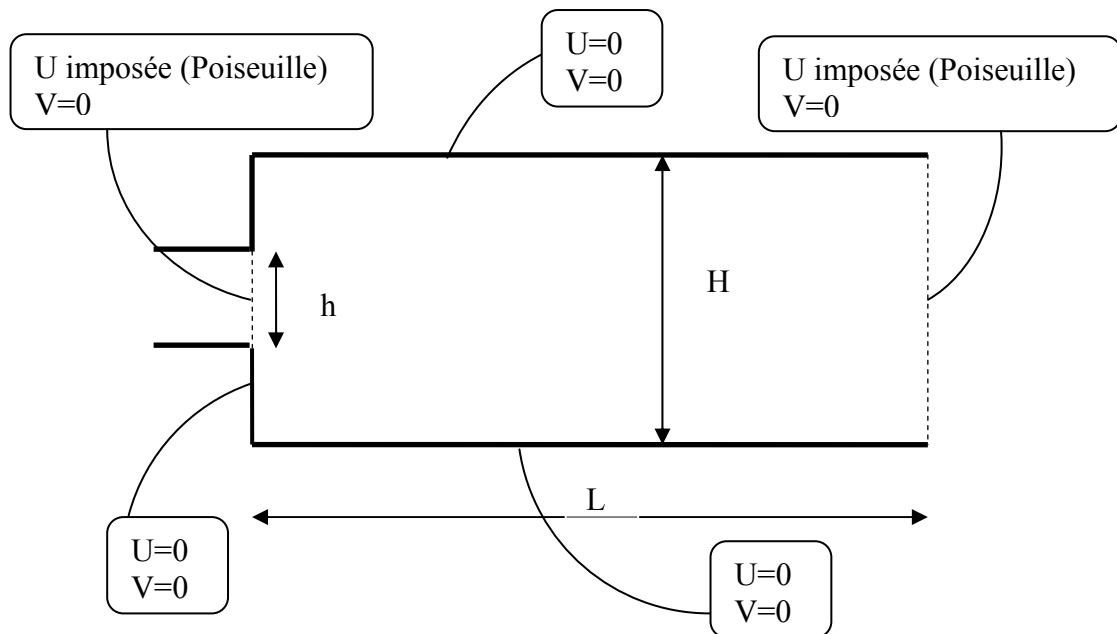 U imposée (Poiseuille)
V=0
U=0
V=0
U imposée (Poiseuille)
V=0
h
H
L
U=0
V=0
U=0
V=0